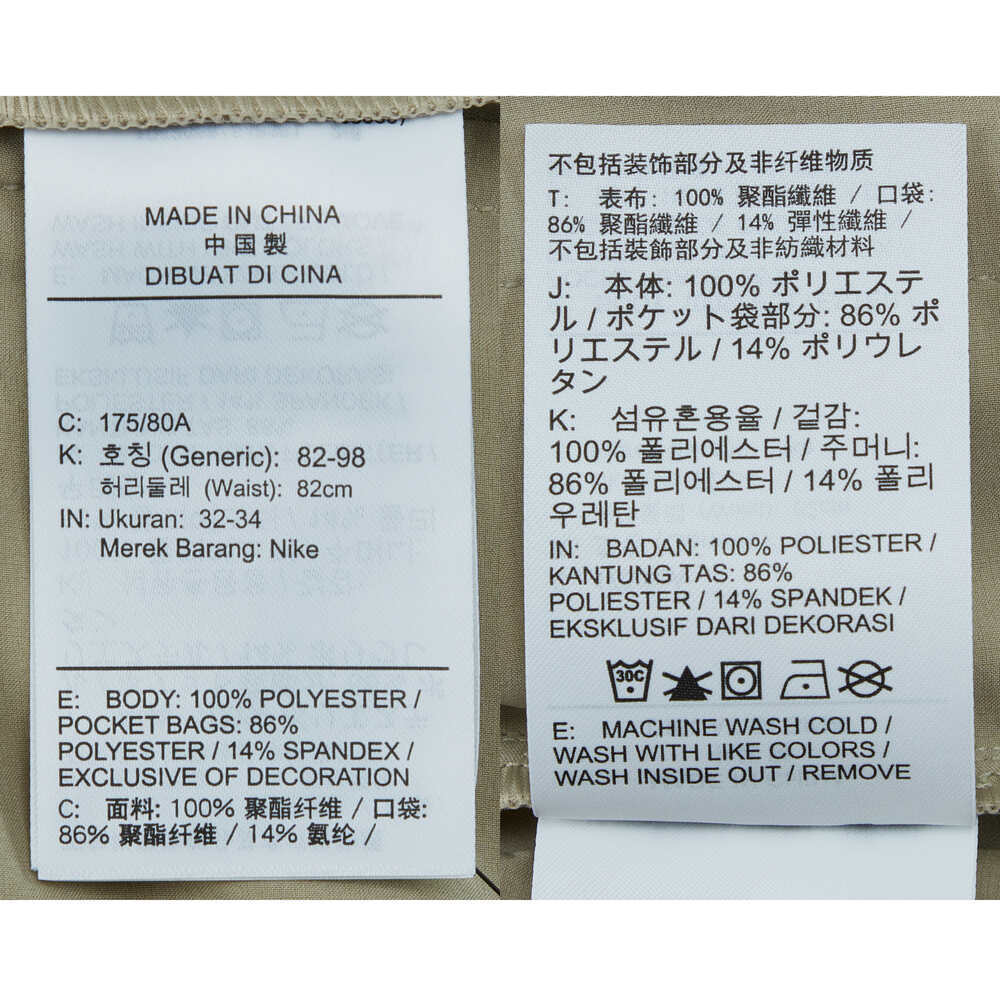 MADE IN CHINA
中国製
DIBUAT DI CINA
C: 175/80A
K: 호칭 (Generic): 82-98
허리둘레 (Waist): 82cm
IN: Ukuran: 32-34
Merek Barang: Nike
E: BODY: 100% POLYESTER /
POCKET BAGS: 86%
POLYESTER / 14% SPANDEX /
EXCLUSIVE OF DECORATION
C: 面料: 100% 聚酯纤维 / 口袋:
86% 聚酯纤维 / 14% 氨纶 /
不包括装饰部分及非纤维物质
T: 表布: 100% 聚酯纖維 / 口袋:
86% 聚酯纖維 / 14% 彈性纖維 /
不包括裝飾部分及非紡織材料
J: 本体: 100% ポリエステ
ル / ポケット袋部分: 86% ポ
リエステル / 14% ポリウレ
タン
K: 섬유혼용율 / 겉감:
100% 폴리에스터 / 주머니:
86% 폴리에스터 / 14% 폴리
우레탄
IN: BADAN: 100% POLIESTER /
KANTUNG TAS: 86%
POLIESTER / 14% SPANDEK /
EKSKLUSIF DARI DEKORASI
30C
E: MACHINE WASH COLD /
WASH WITH LIKE COLORS /
WASH INSIDE OUT / REMOVE